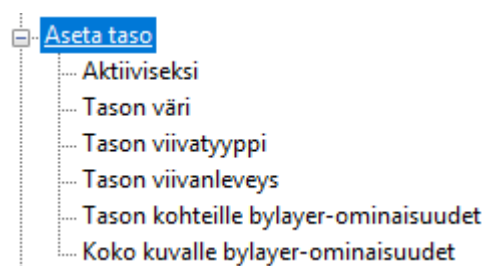 Aseta taso
Aktiiviseksi
Tason väri
Tason viivatyyppi
Tason viivanleveys
Tason kohteille bylayer-ominaisuudet
Koko kuvalle bylayer-ominaisuudet